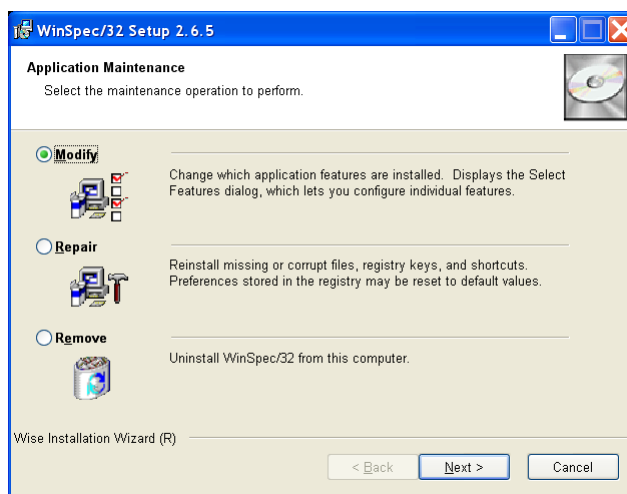 WinSpec/32 Setup 2.6.5
Application Maintenance
Select the maintenance operation to perform.
Modify
Change which application features are installed. Displays the Select
Features dialog, which lets you configure individual features.
Repair
Reinstall missing or corrupt files, registry keys, and shortcuts.
Preferences stored in the registry may be reset to default values.
Remove
Uninstall WinSpec/32 from this computer.
Wise Installation Wizard (R)
< Back Next > Cancel